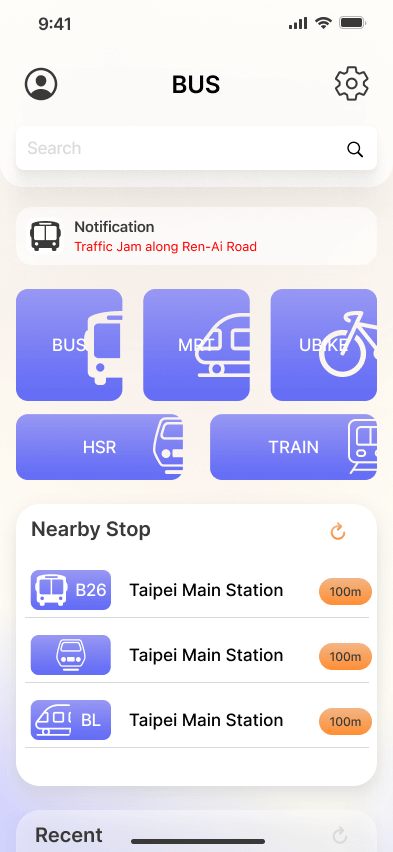 9:41
BUS
Search
Notification
Traffic Jam along Ren-Ai Road
BUS
MRT
UBIKE
HSR
TRAIN
Nearby Stop
B26 Taipei Main Station 100m
Taipei Main Station 100m
BL Taipei Main Station 100m
Recent